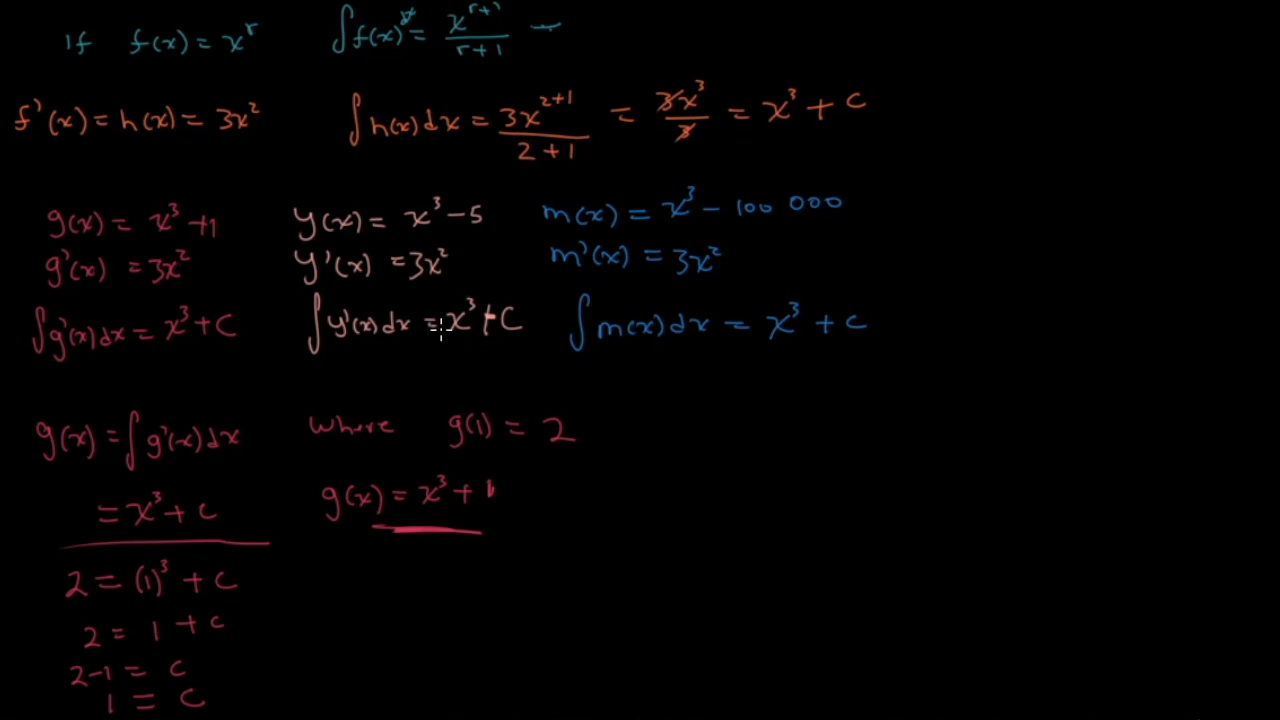 If f(x) = x^r ∫f(x) = x^(r+1)/(r+1)
f'(x) = h(x) = 3x² ∫h(x)dx = 3x^(2+1)/(2+1) = 3x³/3 = x³ + c
g(x) = x³ + 1 y(x) = x³ - 5 m(x) = x³ - 100 000
g'(x) = 3x² y'(x) = 3x² m'(x) = 3x²
∫g'(x)dx = x³ + C ∫y'(x)dx = x³ + C ∫m(x)dx = x³ + c
g(x) = ∫g'(x)dx where g(1) = 2
= x³ + c g(x) = x³ + 1
2 = (1)³ + c
2 = 1 + c
2-1 = c
1 = C